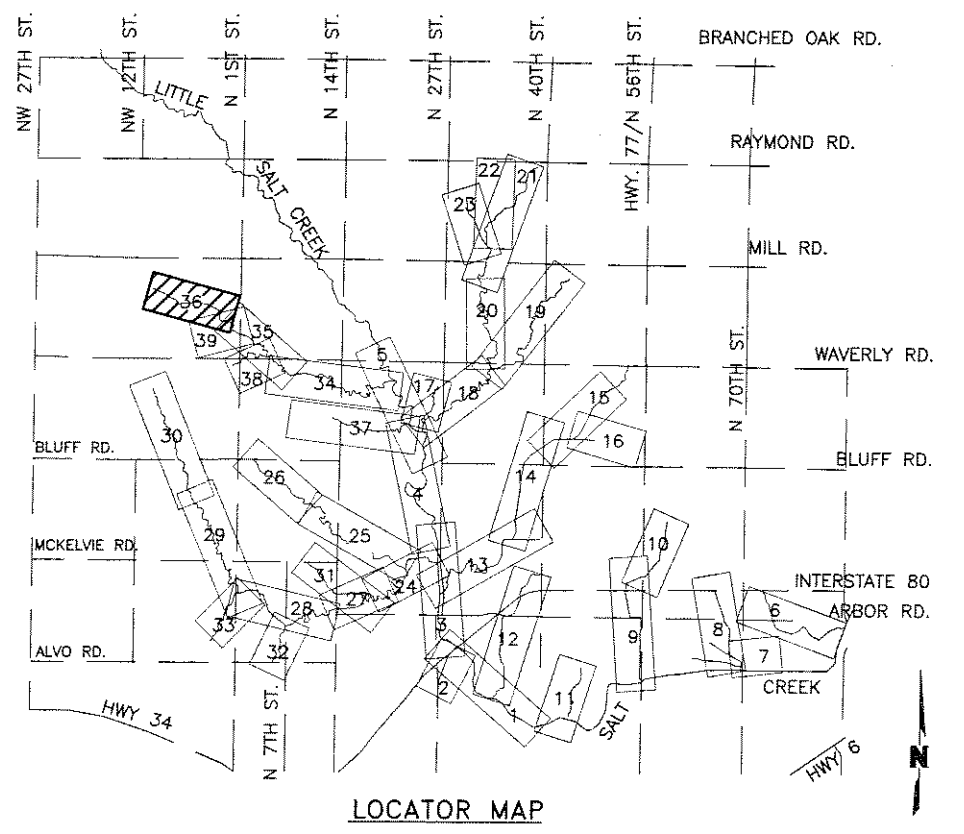 NW 27TH ST.
NW 12TH ST.
N 1ST ST.
N 14TH ST.
N 27TH ST.
N 40TH ST.
HWY. 77/N 56TH ST.
BRANCHED OAK RD.
LITTLE
SALT CREEK
RAYMOND RD.
22
21
23
MILL RD.
36
20
19
35
39
5
WAVERLY RD.
38
34
17
18
N 70TH ST.
15
37
16
30
BLUFF RD.
BLUFF RD.
26
14
4
29
25
MCKELVIE RD.
10
31
13
24
INTERSTATE 80
27
28
ARBOR RD.
6
33
3
12
9
8
ALVO RD.
32
7
2
CREEK
11
1
SALT
HWY 34
N 7TH ST.
HWY 6
N
LOCATOR MAP